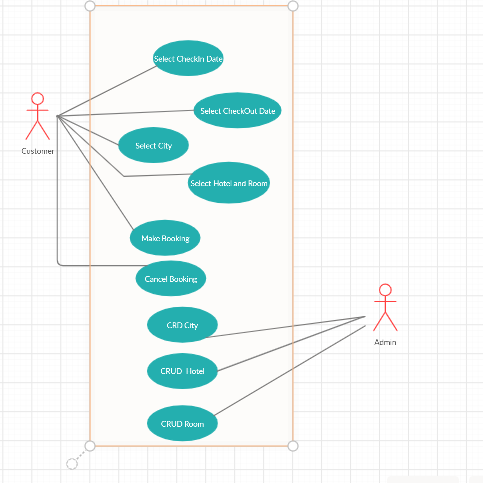 Select CheckIn Date
Select CheckOut Date
Select City
Customer
Select Hotel and Room
Make Booking
Cancel Booking
CRD City
Admin
CRUD Hotel
CRUD Room